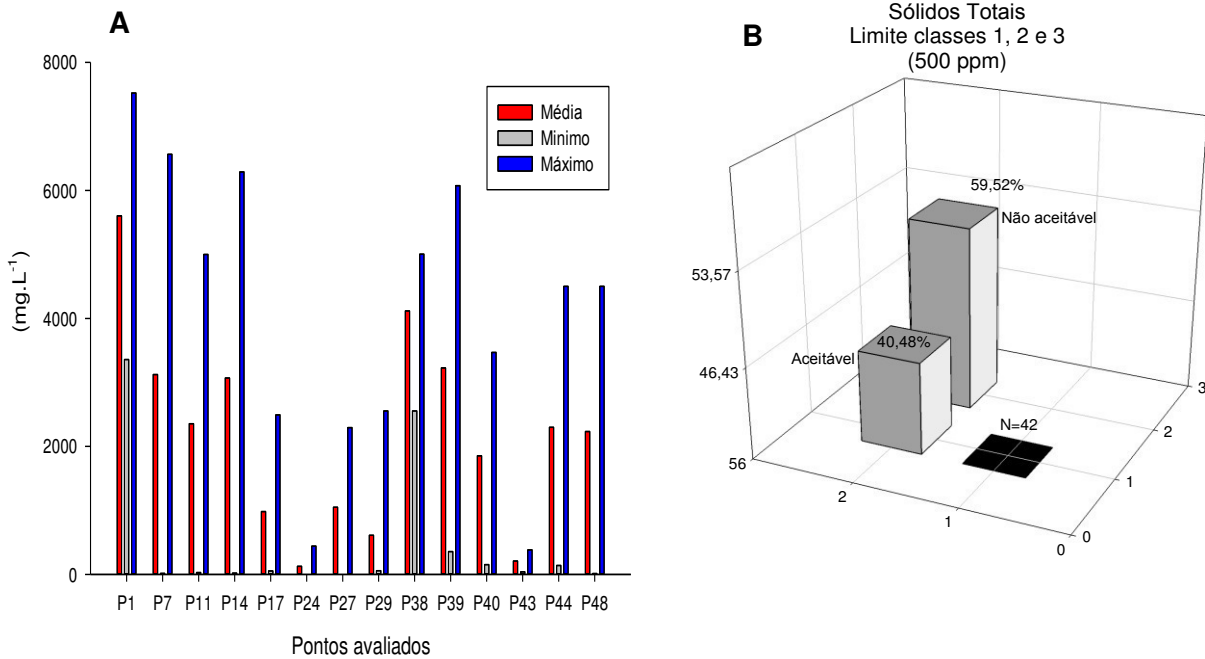 A
8000
6000
4000
2000
0
(mg.L-1)
Média
Minimo
Máximo
P1 P7 P11 P14 P17 P24 P27 P29 P38 P39 P40 P43 P44 P48
Pontos avaliados
B
Sólidos Totais
Limite classes 1, 2 e 3
(500 ppm)
59,52%
Não aceitável
53,57
40,48%
Aceitável
46,43
3
N=42
2
56
1
2
1
0
0